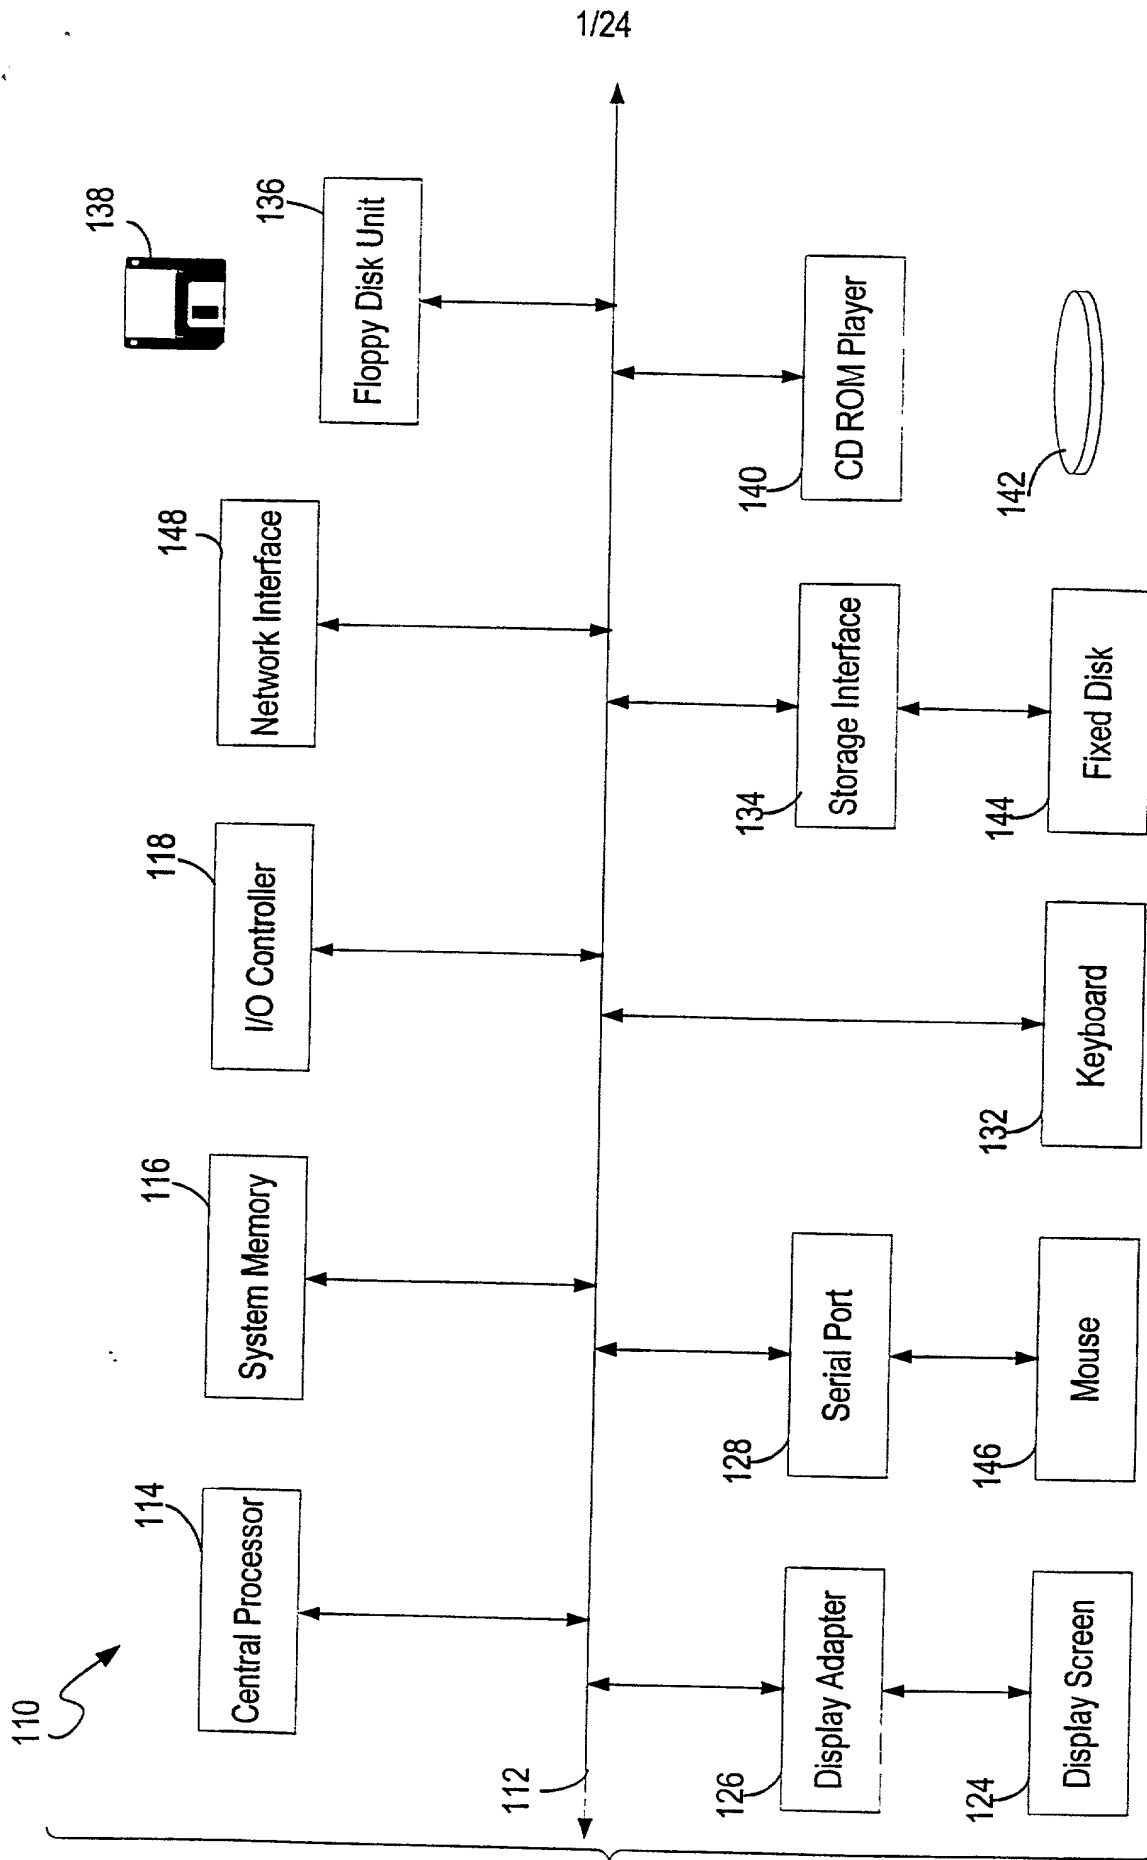 1/24
110
114
Central Processor
116
System Memory
118
I/O Controller
148
Network Interface
138
136
Floppy Disk Unit
112
126
Display Adapter
128
Serial Port
134
Storage Interface
140
CD ROM Player
124
Display Screen
146
Mouse
132
Keyboard
144
Fixed Disk
142